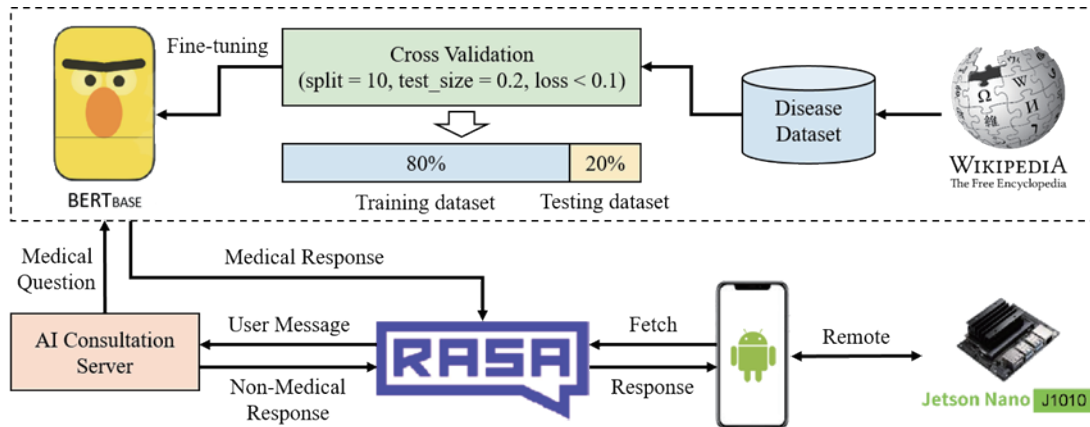 Fine-tuning
Cross Validation
(split = 10, test_size = 0.2, loss < 0.1)
80%
20%
Training dataset
Testing dataset
Disease
Dataset
Ω
W
И
維
WIKIPEDIA
The Free Encyclopedia
BERTBASE
Medical
Question
Medical Response
AI Consultation
Server
User Message
Non-Medical
Response
RASA
Fetch
Response
Remote
Jetson Nano J1010